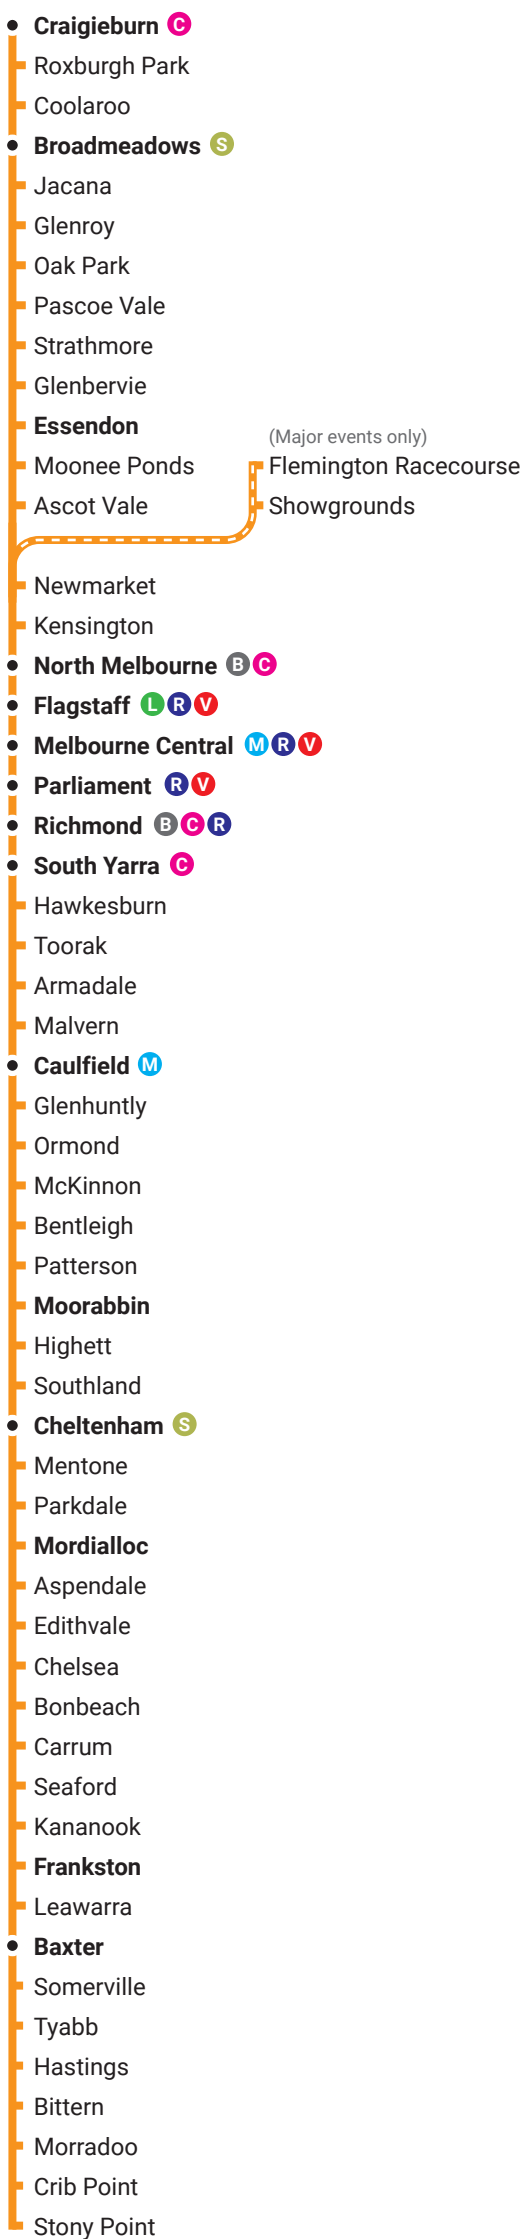 Craigieburn C
Roxburgh Park
Coolaroo
Broadmeadows S
Jacana
Glenroy
Oak Park
Pascoe Vale
Strathmore
Glenbervie
Essendon
(Major events only)
Moonee Ponds Flemington Racecourse
Ascot Vale Showgrounds
Newmarket
Kensington
North Melbourne B C
Flagstaff L R V
Melbourne Central M R V
Parliament R V
Richmond B C R
South Yarra C
Hawkesburn
Toorak
Armadale
Malvern
Caulfield M
Glenhuntly
Ormond
McKinnon
Bentleigh
Patterson
Moorabbin
Highett
Southland
Cheltenham S
Mentone
Parkdale
Mordialloc
Aspendale
Edithvale
Chelsea
Bonbeach
Carrum
Seaford
Kananook
Frankston
Leawarra
Baxter
Somerville
Tyabb
Hastings
Bittern
Morradoo
Crib Point
Stony Point